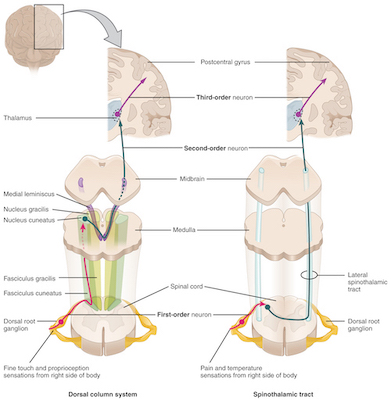 Postcentral gyrus
Third-order neuron
Thalamus
Second-order neuron
Midbrain
Medial leminiscus
Nucleus gracilis
Nucleus cuneatus
Medulla
Fasciculus gracilis
Fasciculus cuneatus
Spinal cord
Lateral
spinothalamic
tract
First-order neuron
Dorsal root
ganglion
Dorsal root
ganglion
Fine touch and proprioception
sensations from right side of body
Pain and temperature
sensations from right side of body
Dorsal column system
Spinothalamic tract